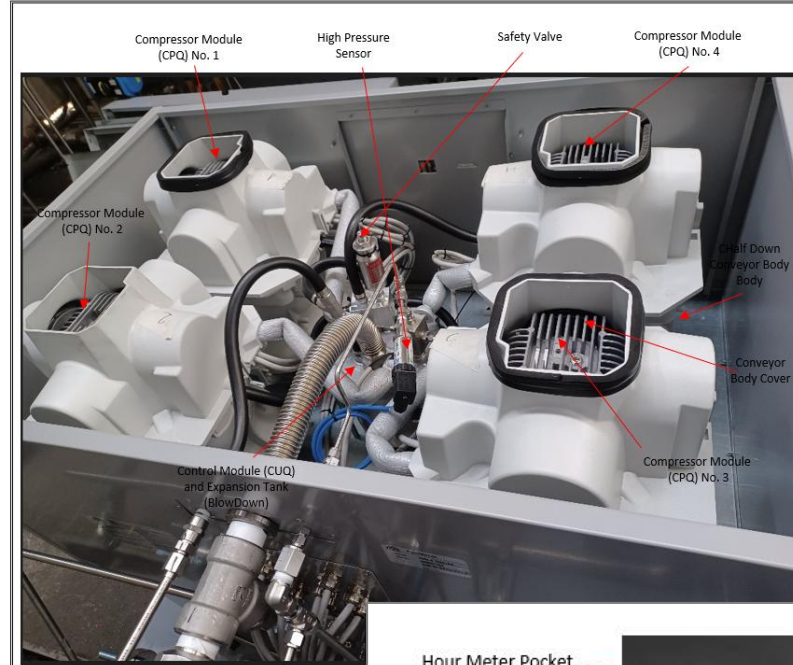 Compressor Module
(CPQ) No. 1
High Pressure
Sensor
Safety Valve
Compressor Module
(CPQ) No. 4
Compressor Module
(CPQ) No. 2
CHalf Down
Conveyor Body
Body
Conveyor
Body Cover
Compressor Module
(CPQ) No. 3
Control Module (CUQ)
and Expansion Tank
(BlowDown)
Hour Meter Pocket